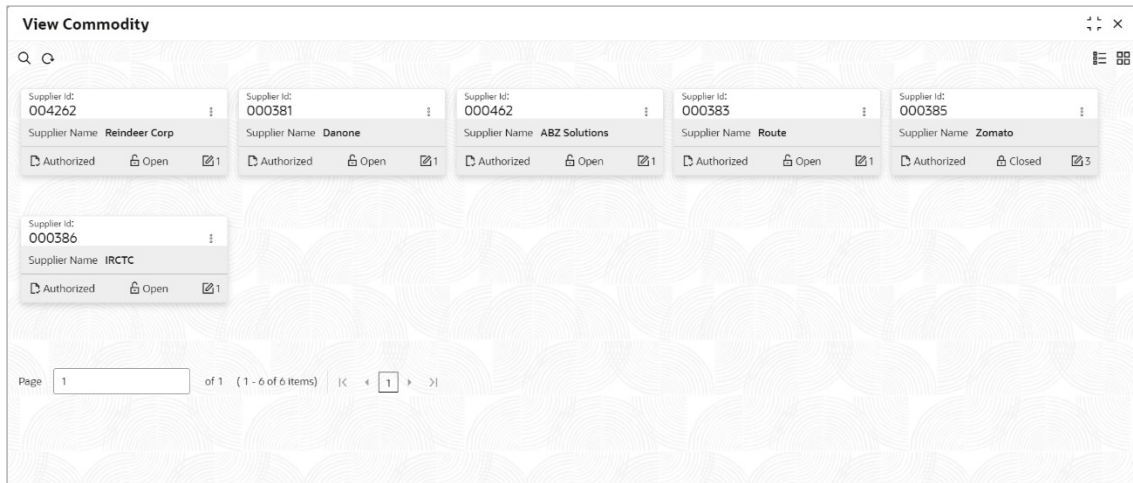 View Commodity
Supplier Id:
004262
Supplier Name Reindeer Corp
Authorized Open 1
Supplier Id:
000381
Supplier Name Danone
Authorized Open 1
Supplier Id:
000462
Supplier Name ABZ Solutions
Authorized Open 1
Supplier Id:
000383
Supplier Name Route
Authorized Open 1
Supplier Id:
000385
Supplier Name Zomato
Authorized Closed 3
Supplier Id:
000386
Supplier Name IRCTC
Authorized Open 1
Page 1 of 1 (1 - 6 of 6 items) 1